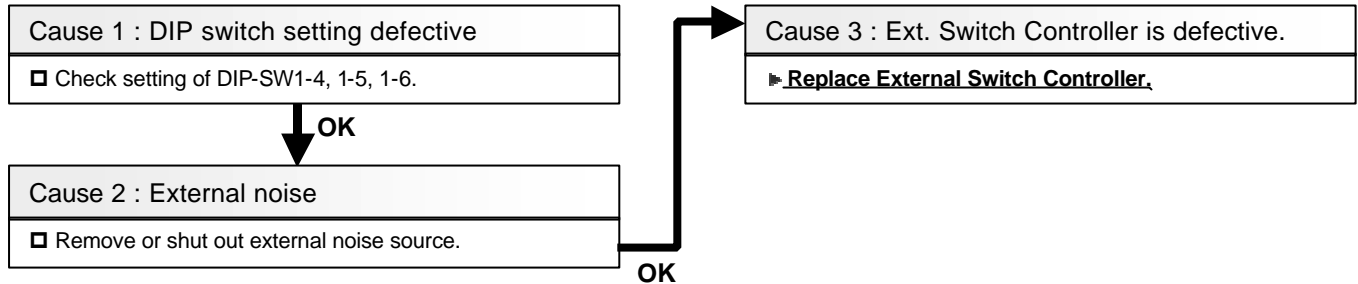 Cause 1 : DIP switch setting defective
Check setting of DIP-SW1-4, 1-5, 1-6.
OK
Cause 2 : External noise
Remove or shut out external noise source.
OK
Cause 3 : Ext. Switch Controller is defective.
Replace External Switch Controller.